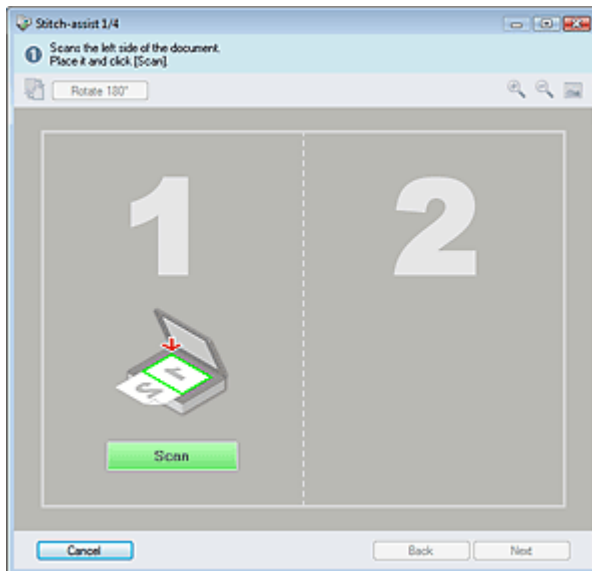 Stitch-assist 1/4
1 Scans the left side of the document.
Place it and click [Scan]
Rotate 180°
1 2
Scan
Cancel Back Next